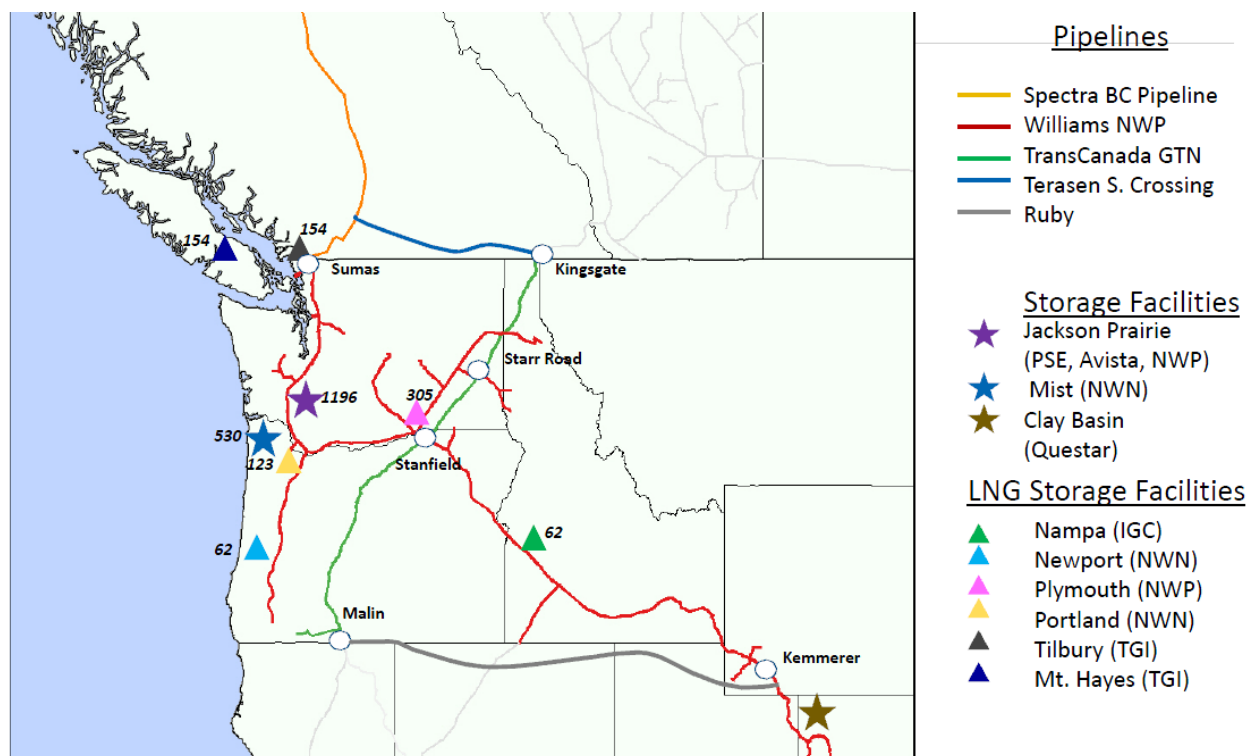 Pipelines
Spectra BC Pipeline
Williams NWP
TransCanada GTN
Terasen S. Crossing
Ruby
Storage Facilities
Jackson Prairie
(PSE, Avista, NWP)
Mist (NWN)
Clay Basin
(Questar)
LNG Storage Facilities
Nampa (IGC)
Newport (NWN)
Plymouth (NWP)
Portland (NWN)
Tilbury (TGI)
Mt. Hayes (TGI)
154
154
Sumas
Kingsgate
Starr Road
1196
305
530
123
Stanfield
62
62
Malin
Kemmerer